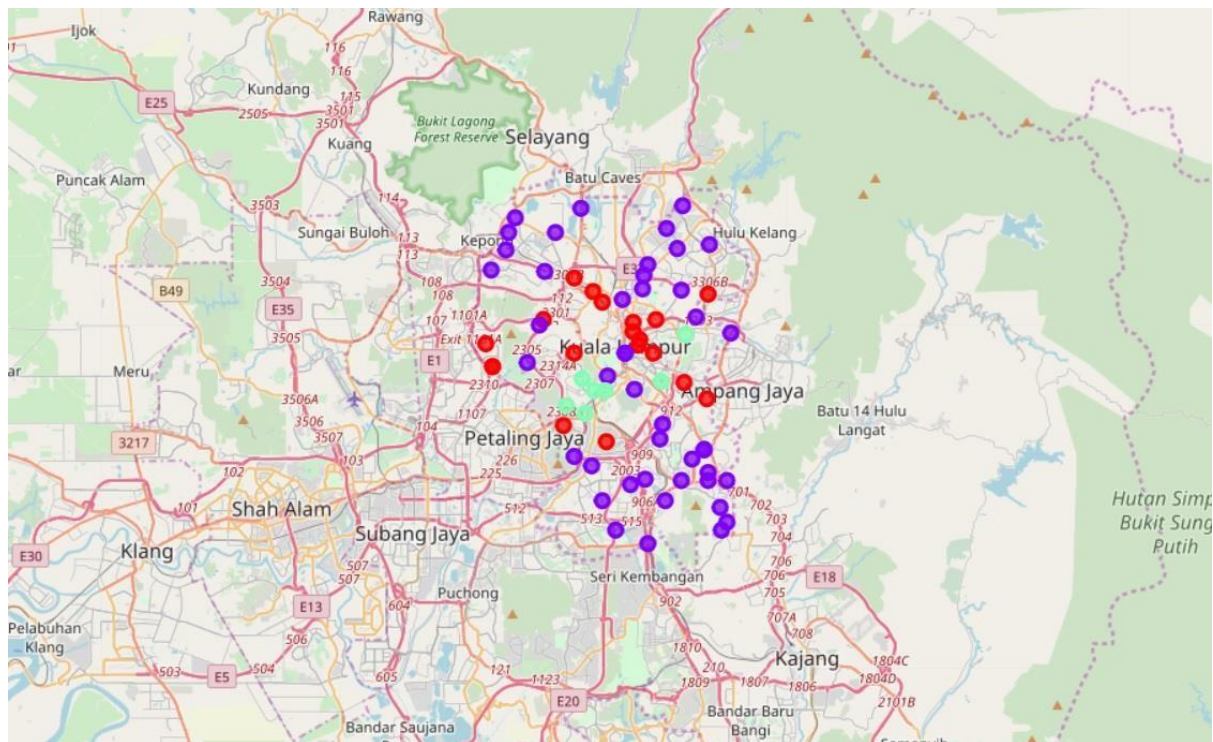 Rawang
Ijok
116
E25
Kundang
2505
3501
115
3501
Kuang
Bukit Lagong
Forest Reserve
Selayang
Puncak Alam
114
Batu Caves
3503
Sungai Buloh
113
113
Kepong
Hulu Kelang
108
108
3306B
3504
B49
E35
112
2301
107
1101A
3505
Kuala Lumpur
E1
2305
2314A
Meru
2310
2307
Ampang Jaya
3506A
1107
912
Batu 14 Hulu
Langat
3217
3507
3507
104
Petaling Jaya
102
103
226
225
909
2003
101
512
906
701
702
Shah Alam
513
515
703
704
Hutan Simp
Bukit Sung
Putih
Subang Jaya
E30
Klang
507
507
Seri Kembangan
706
E18
706
705
E13
604
Puchong
902
707A
506
708
Pelabuhan
Klang
1810
Kajang
1804C
503
E5
504
605
121
1123
210
1809
1807
1806
1804D
2101B
E20
Bandar Saujana
Bandar Baru
Bangi